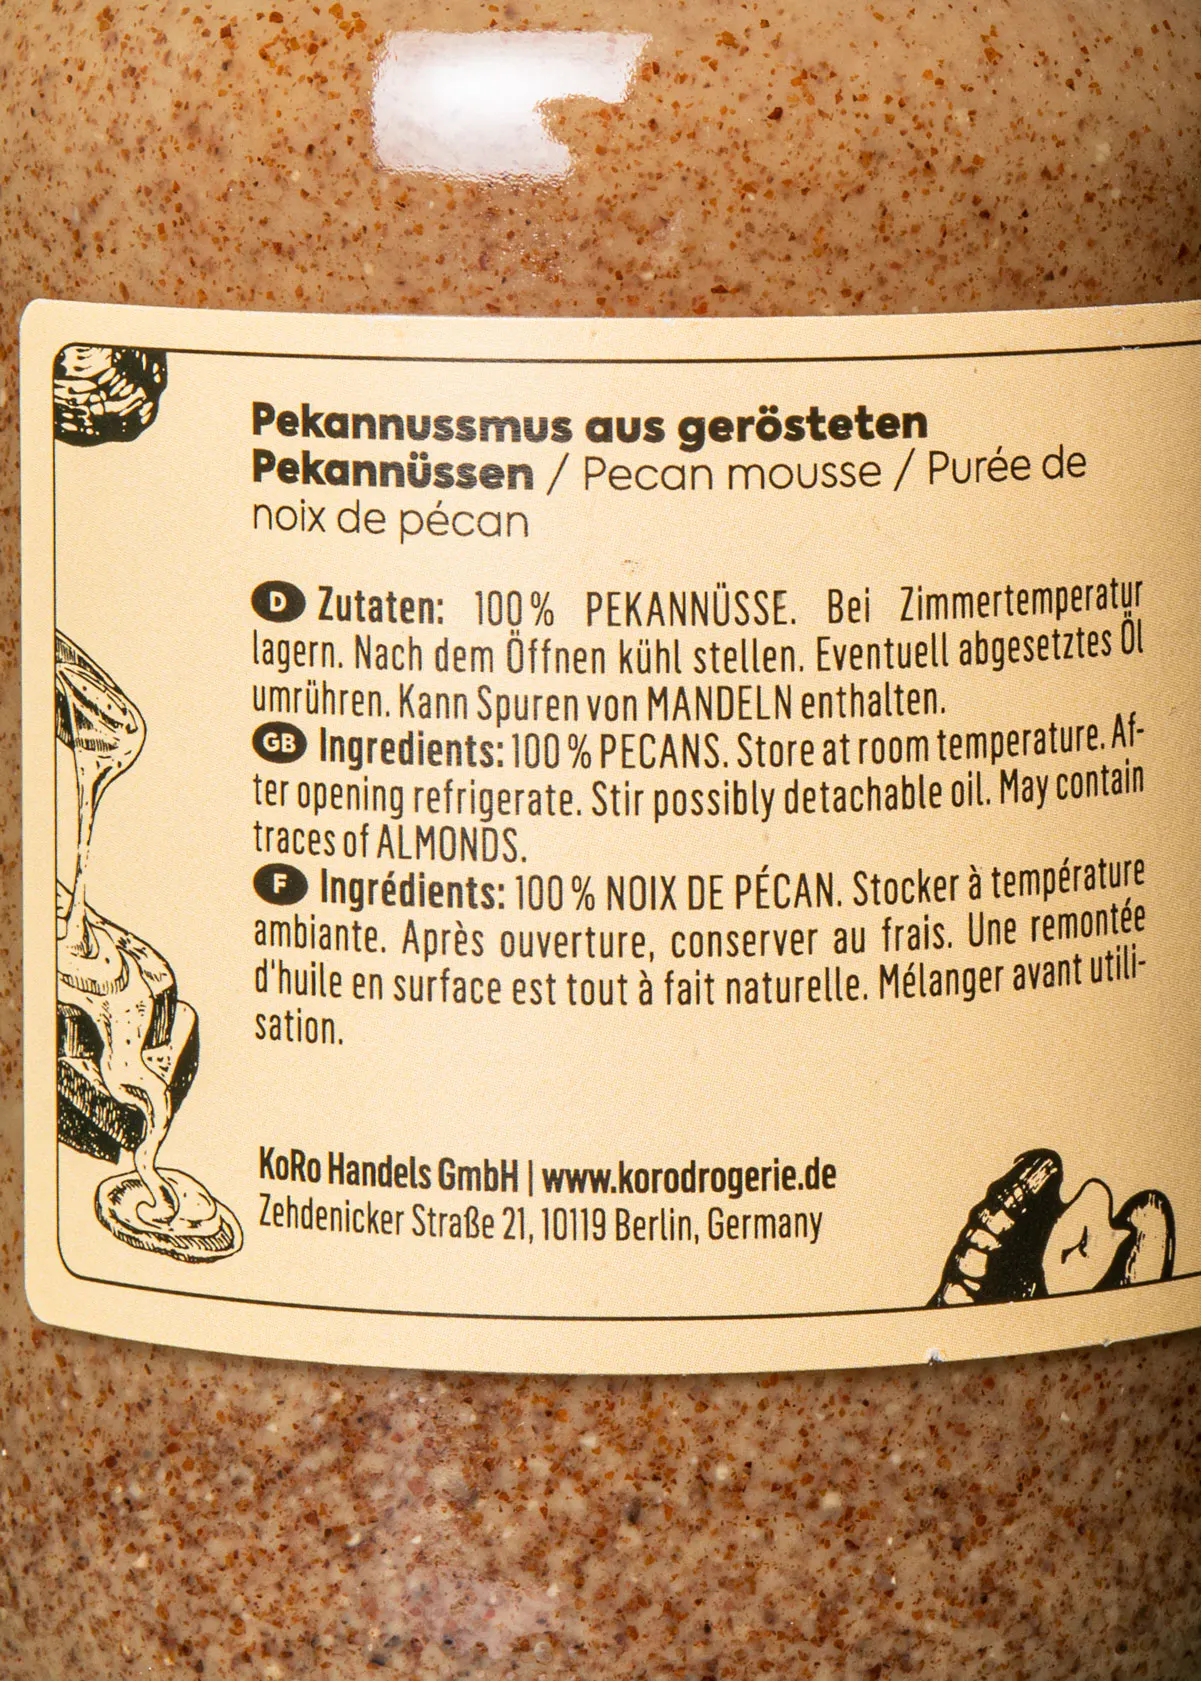 Pekannussmus aus gerösteten
Pekannüssen / Pecan mousse / Purée de
noix de pécan
D Zutaten: 100 % PEKANNÜSSE. Bei Zimmertemperatur
lagern. Nach dem Öffnen kühl stellen. Eventuell abgesetztes Öl
umrühren. Kann Spuren von MANDELN enthalten.
GB Ingredients: 100 % PECANS. Store at room temperature. Af-
ter opening refrigerate. Stir possibly detachable oil. May contain
traces of ALMONDS.
F Ingrédients: 100 % NOIX DE PÉCAN. Stocker à température
ambiante. Après ouverture, conserver au frais. Une remontée
d'huile en surface est tout à fait naturelle. Mélanger avant utili-
sation.
KoRo Handels GmbH | www.korodrogerie.de
Zehdenicker Straße 21, 10119 Berlin, Germany